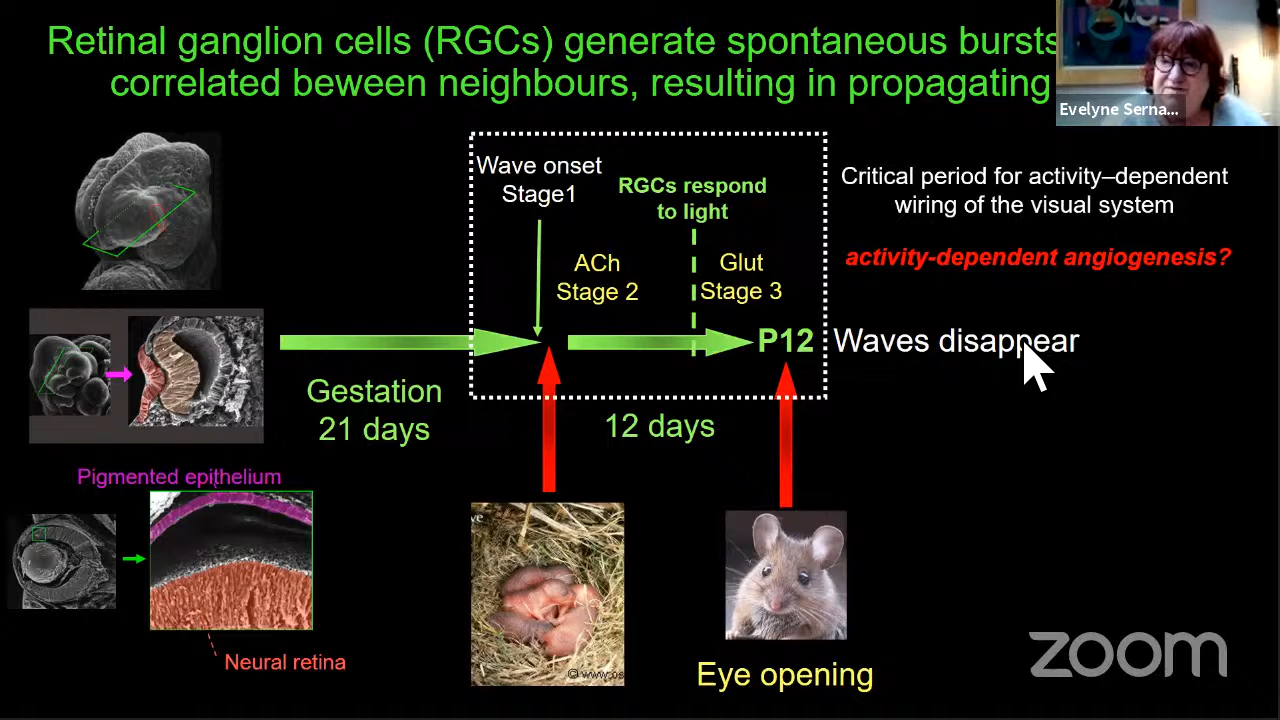 Retinal ganglion cells (RGCs) generate spontaneous bursts
correlated beween neighbours, resulting in propagating
Evelyne Serna...
Wave onset
Stage1
RGCs respond
to light
ACh
Stage 2
Glut
Stage 3
Critical period for activity–dependent
wiring of the visual system
activity-dependent angiogenesis?
P12
Waves disappear
Gestation
21 days
12 days
Pigmented epithelium
Neural retina
Eye opening
© www.os
zoom